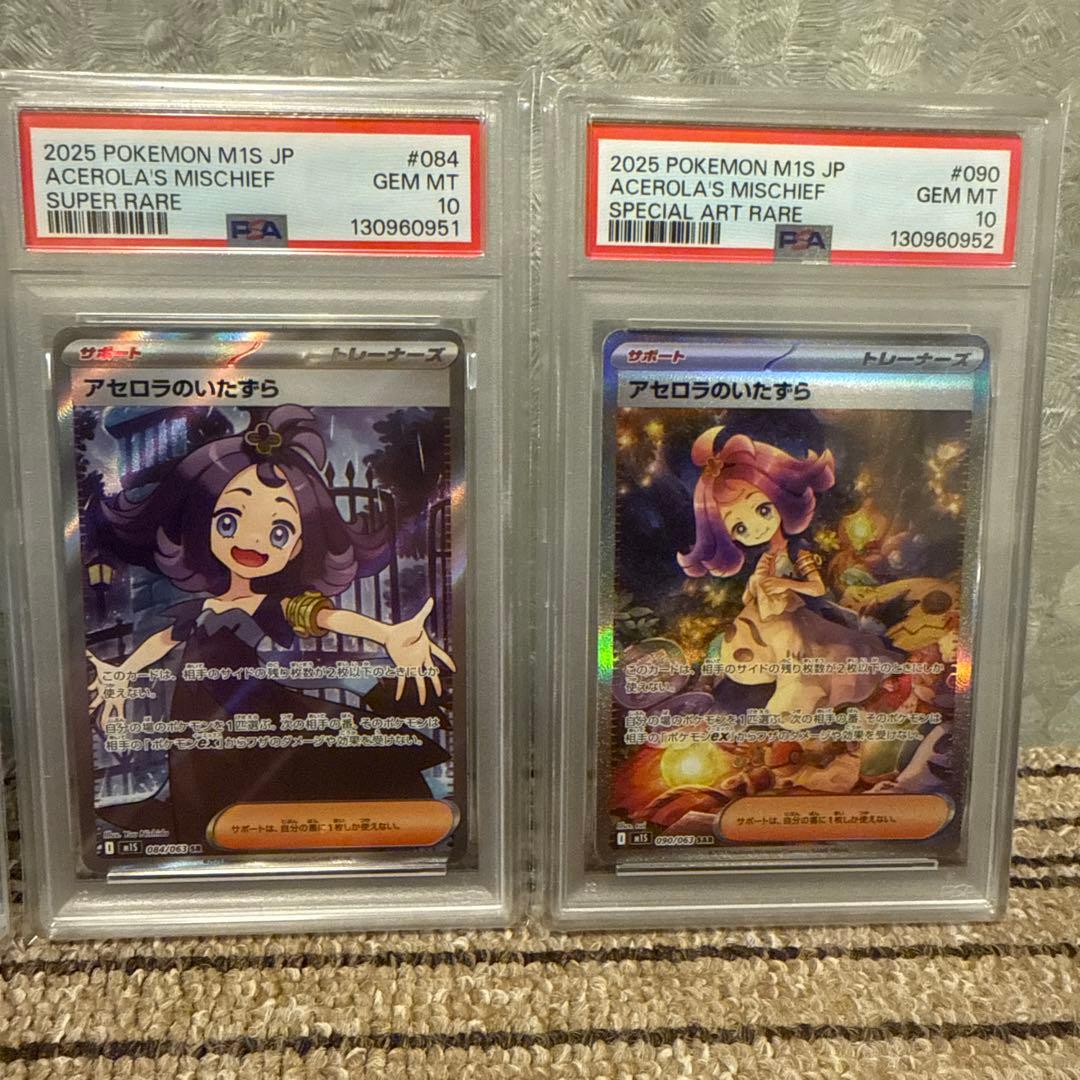 2025 POKEMON M1S JP #084
ACEROLA'S MISCHIEF GEM MT
SUPER RARE 10
PSA 130960951
サポート トレーナーズ
アセロラのいたずら
このカードは、相手のサイドの残り枚数が2枚以下のときにしか
使えない。
自分の場のポケモンを1匹選ぶ。次の相手の番、そのポケモンは
相手の「ポケモンex」からワザのダメージや効果を受けない。
サポートは、自分の番に1枚しか使えない。
Illus. Yuu Nishida
I m1S 084/063 SR
2025 POKEMON M1S JP #090
ACEROLA'S MISCHIEF GEM MT
SPECIAL ART RARE 10
PSA 130960952
サポート トレーナーズ
アセロラのいたずら
このカードは、相手のサイドの残り枚数が2枚以下のときにしか
使えない。
自分の場のポケモンを1匹選ぶ。次の相手の番、そのポケモンは
相手の「ポケモンex」からワザのダメージや効果を受けない。
サポートは、自分の番に1枚しか使えない。
Illus.
I m1S 090/063 SAR